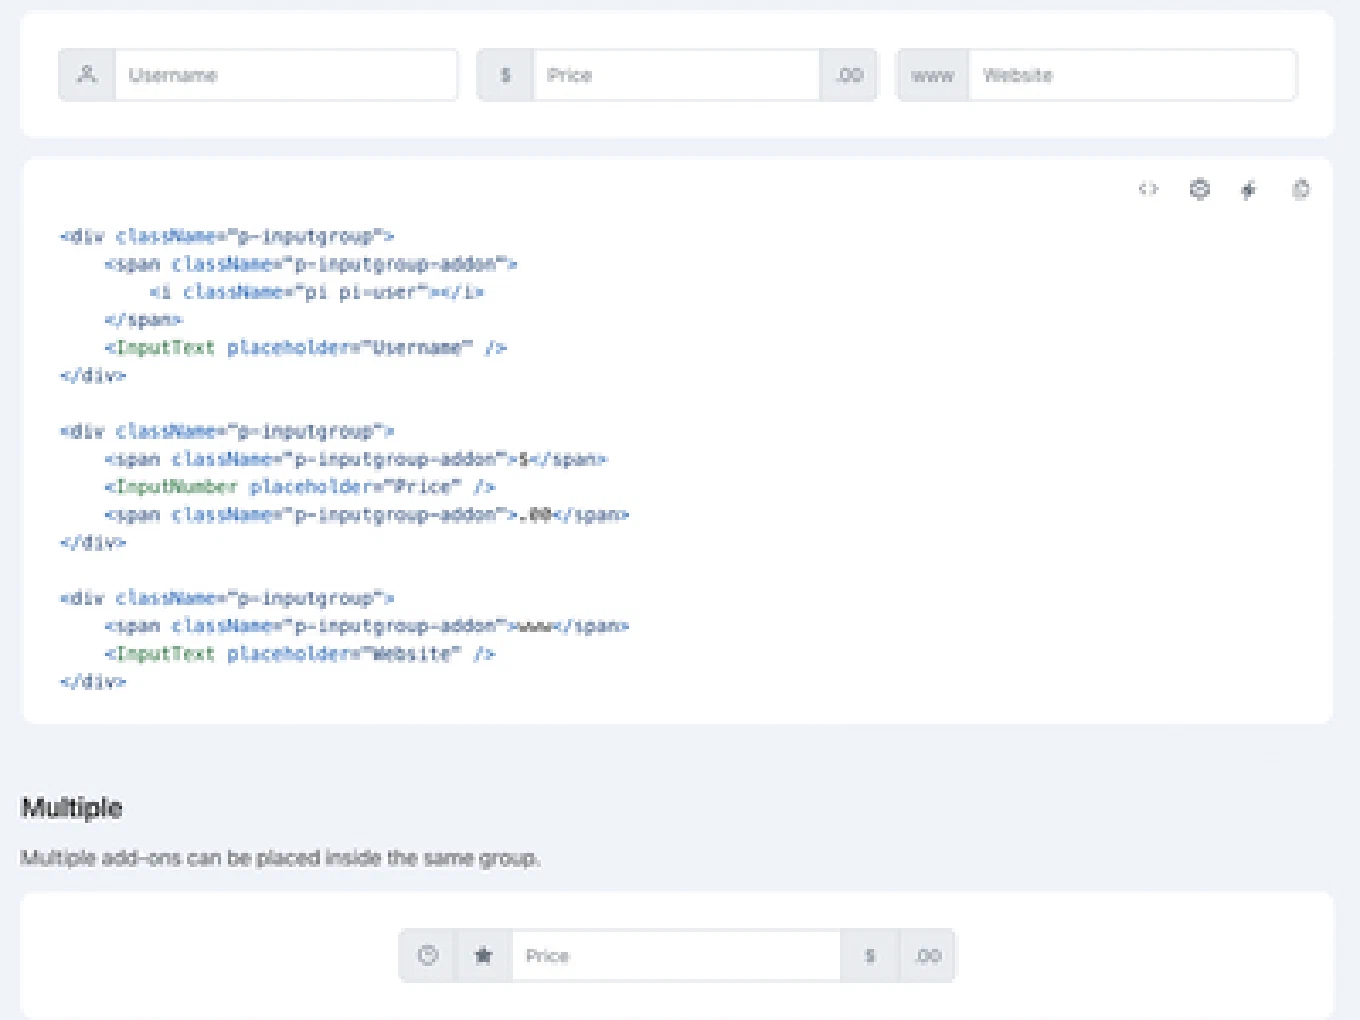 Username
$ Price .00
www Website
<div className="p-inputgroup">
    <span className="p-inputgroup-addon">
        <i className="pi pi-user"></i>
    </span>
    <InputText placeholder="Username" />
</div>
<div className="p-inputgroup">
    <span className="p-inputgroup-addon">$</span>
    <InputNumber placeholder="Price" />
    <span className="p-inputgroup-addon">.00</span>
</div>
<div className="p-inputgroup">
    <span className="p-inputgroup-addon">www</span>
    <InputText placeholder="Website" />
</div>
Multiple
Multiple add-ons can be placed inside the same group.
Price $ .00